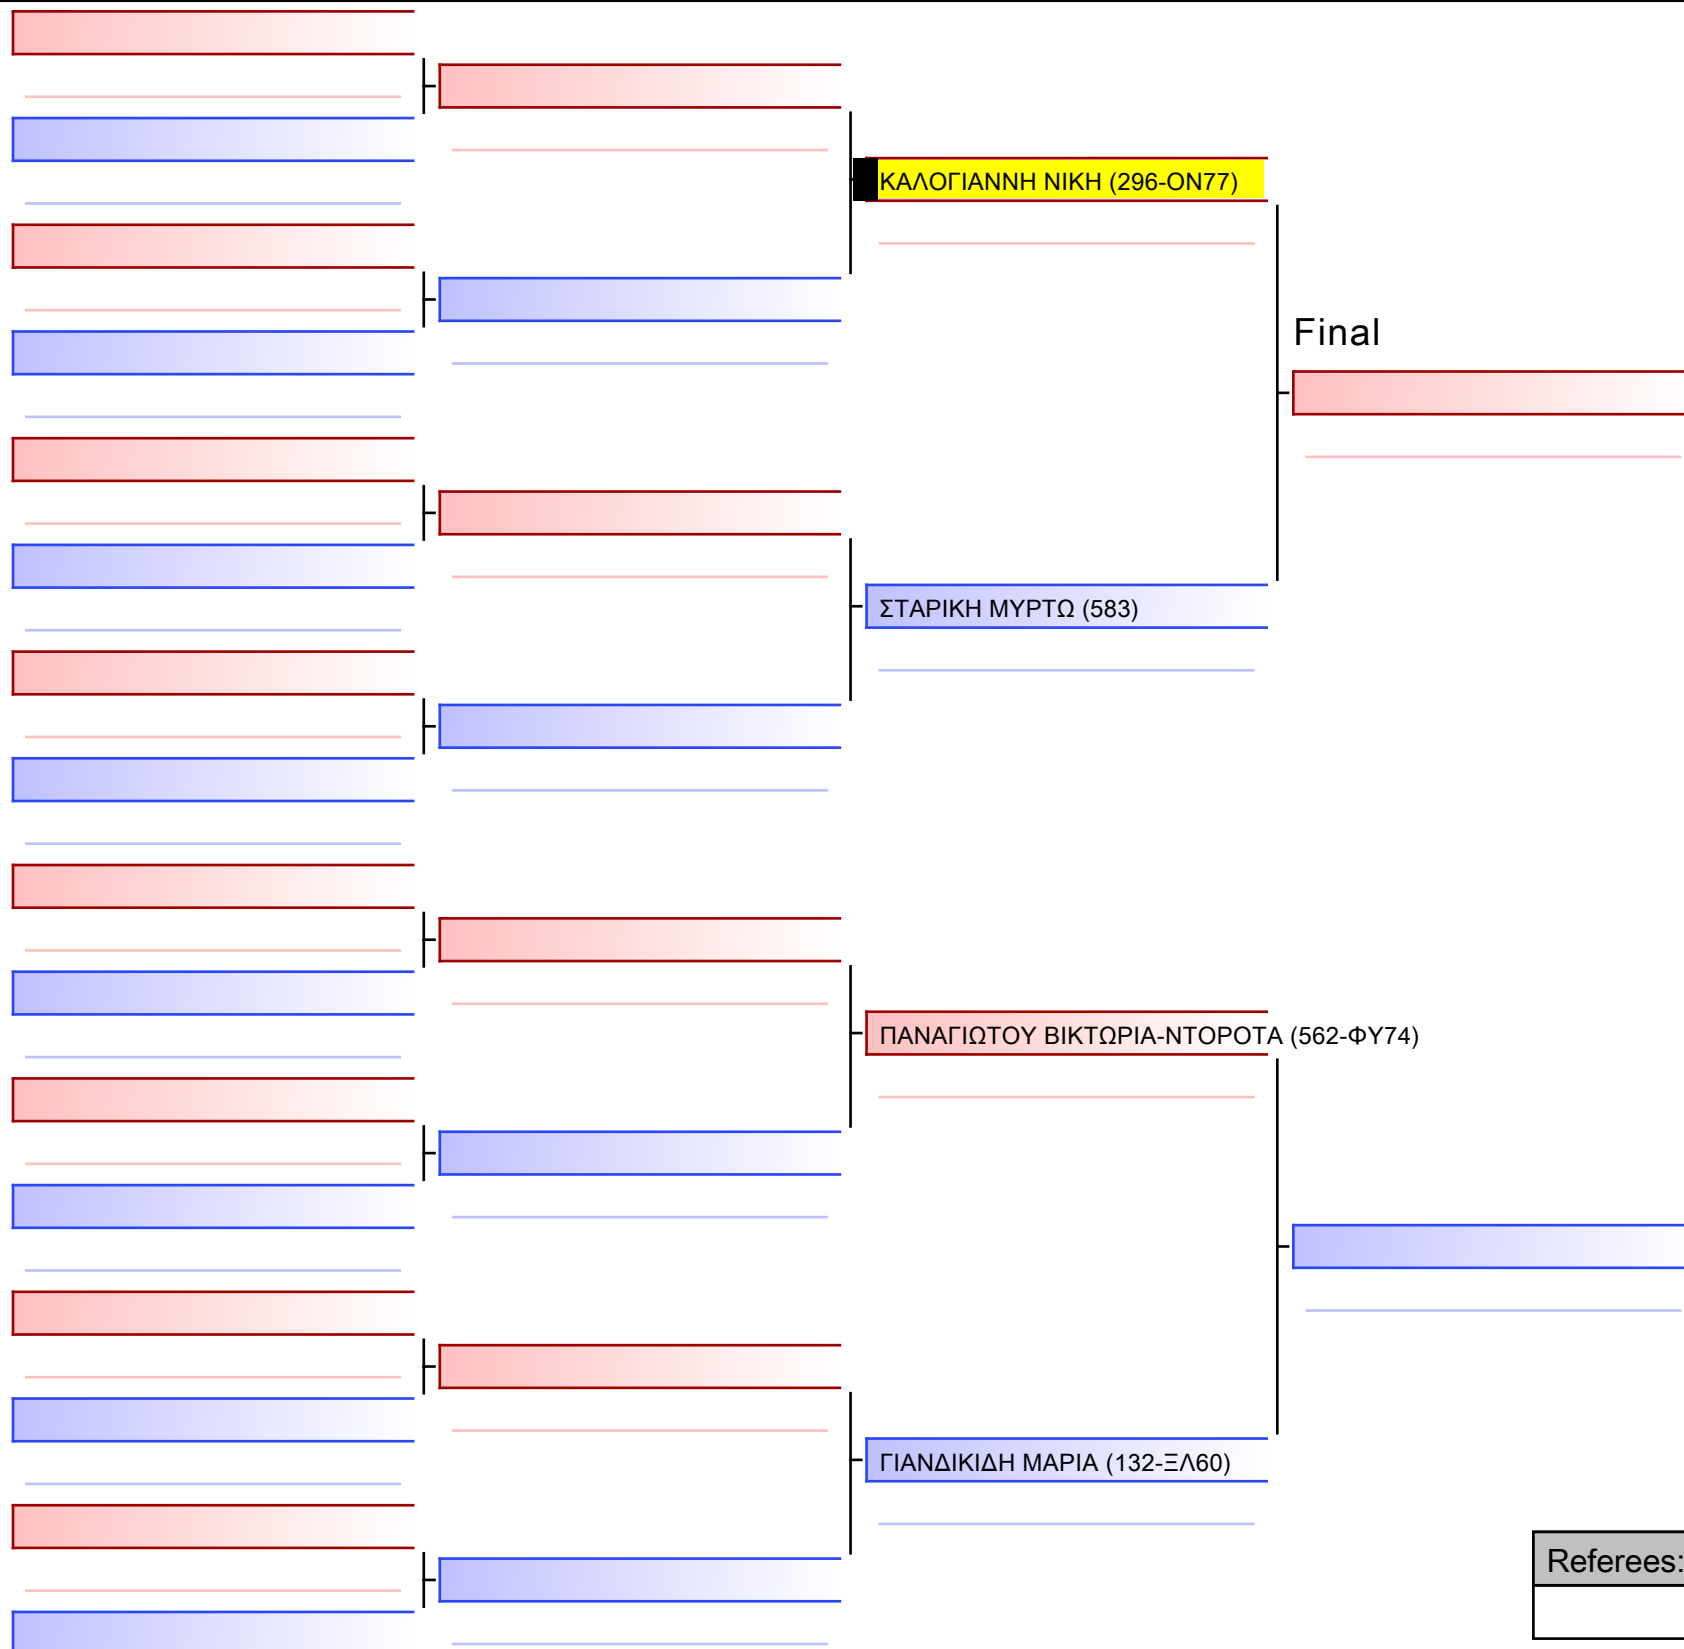 ΚΑΛΟΓΙΑΝΝΗ ΝΙΚΗ (296-ΟΝ77)
Final
ΣΤΑΡΙΚΗ ΜΥΡΤΩ (583)
ΠΑΝΑΓΙΩΤΟΥ ΒΙΚΤΩΡΙΑ-ΝΤΟΡΟΤΑ (562-ΦΥ74)
ΓΙΑΝΔΙΚΙΔΗ ΜΑΡΙΑ (132-ΞΛ60)
Referees: